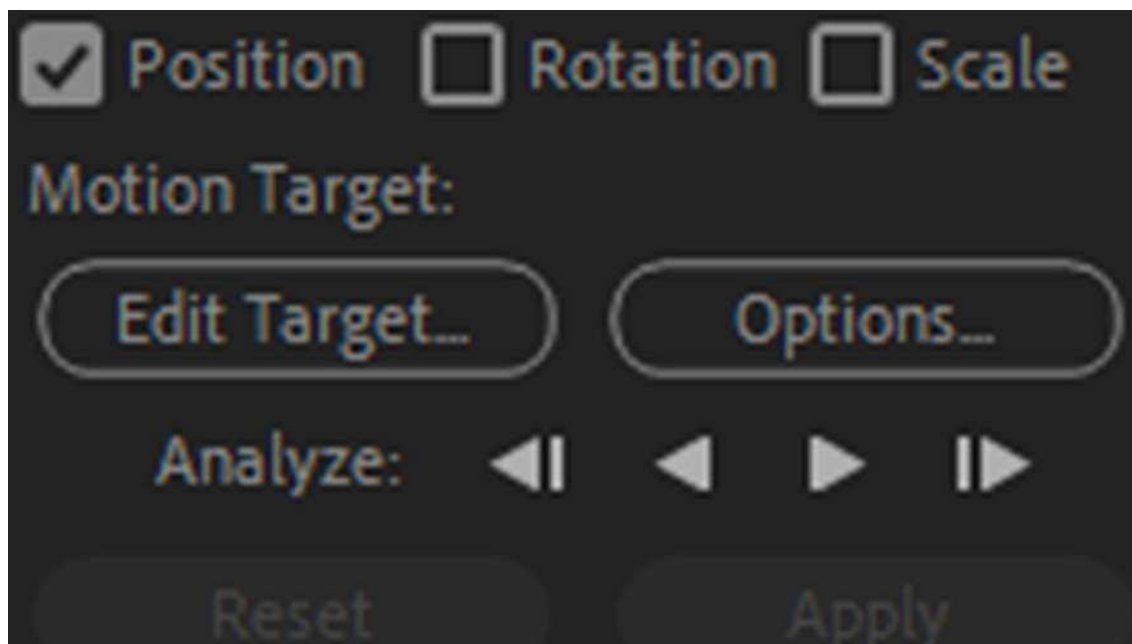 Position Rotation Scale
Motion Target:
Edit Target... Options...
Analyze:
Reset Apply